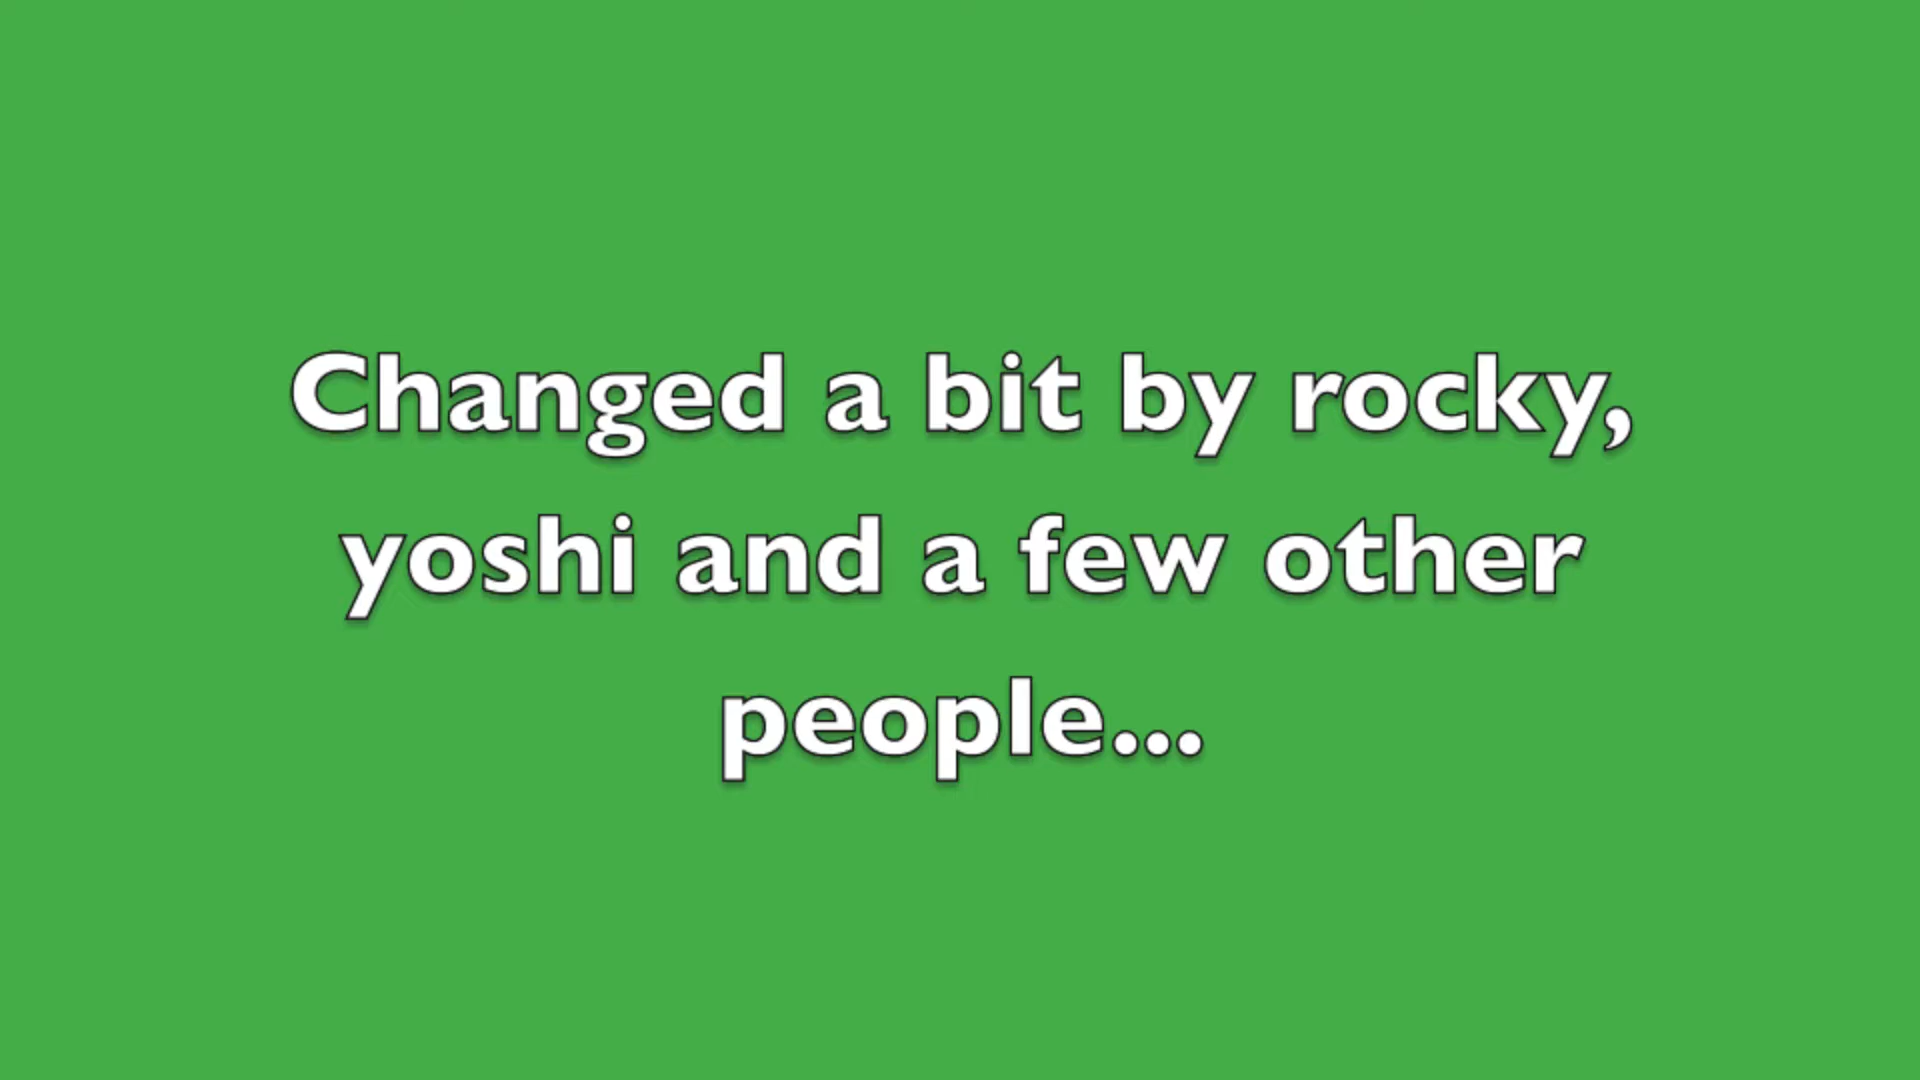 Changed a bit by rocky,
yoshi and a few other
people...